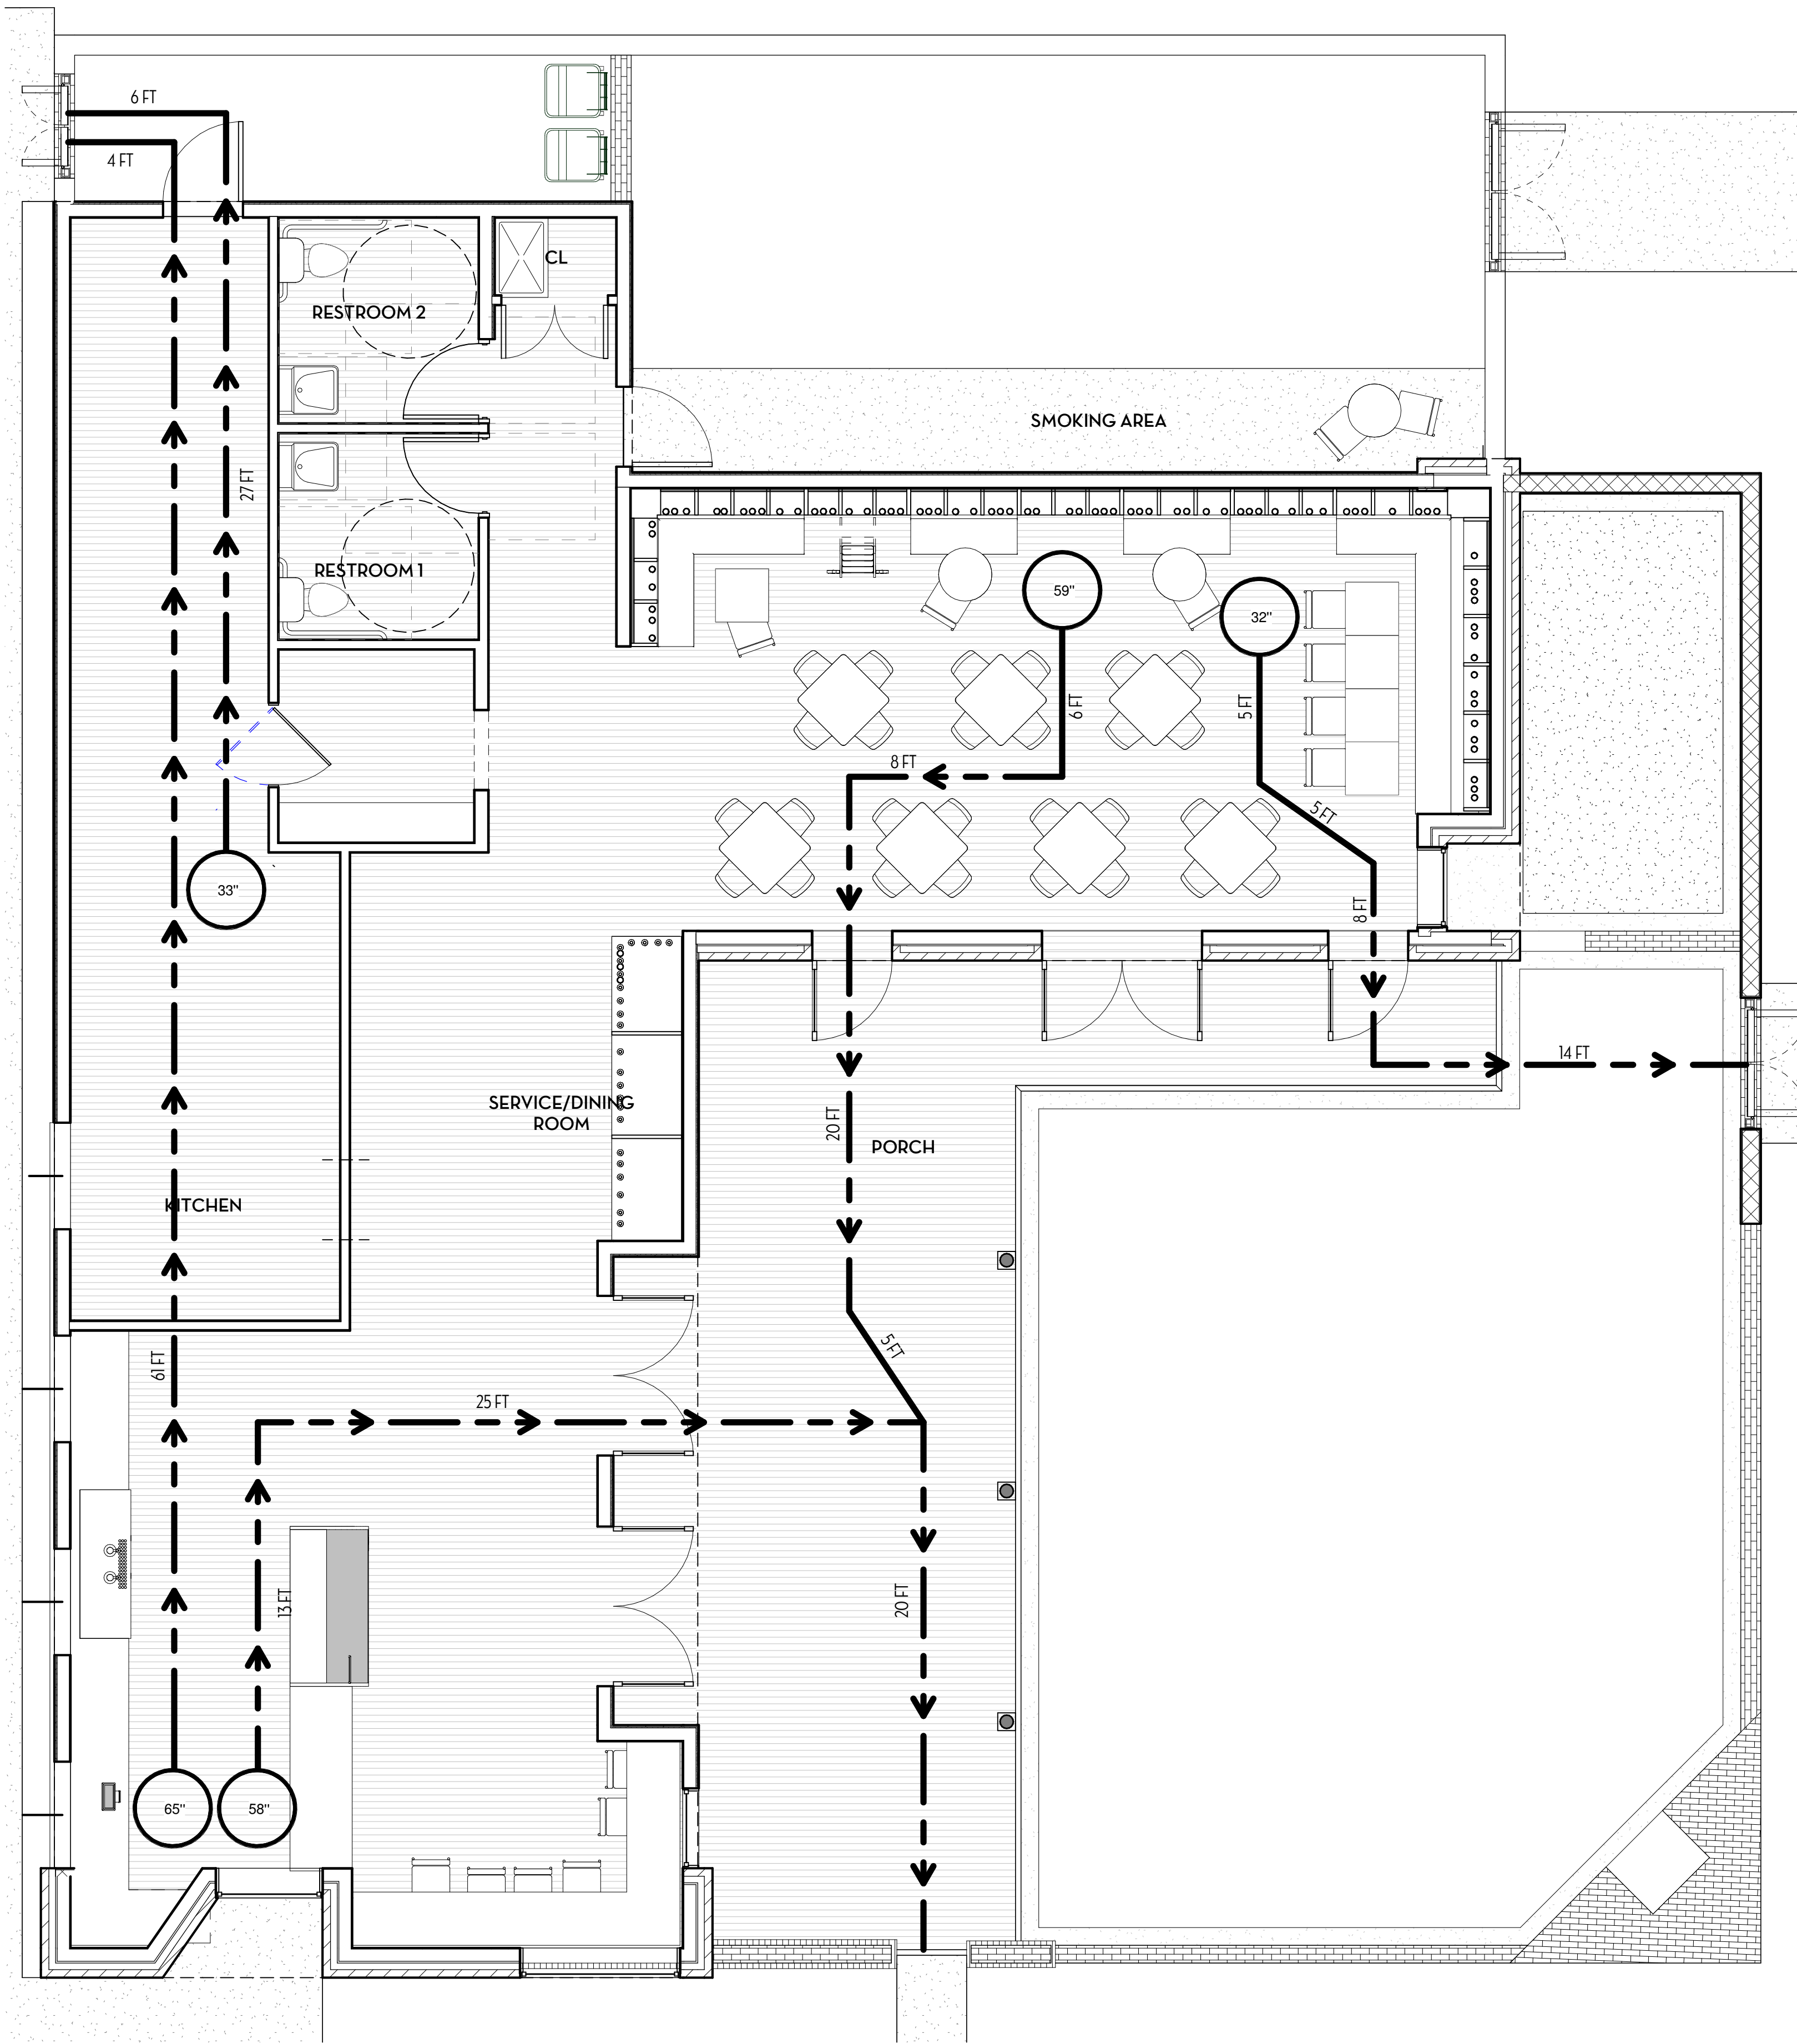 6 FT
4 FT
CL
RESTROOM 2
SMOKING AREA
27 FT
RESTROOM 1
59"
32"
6 FT
5 FT
8 FT
5 FT
33"
8 FT
14 FT
SERVICE/DINING
ROOM
20 FT
PORCH
KITCHEN
5 FT
61 FT
25 FT
13 FT
20 FT
65"
58"